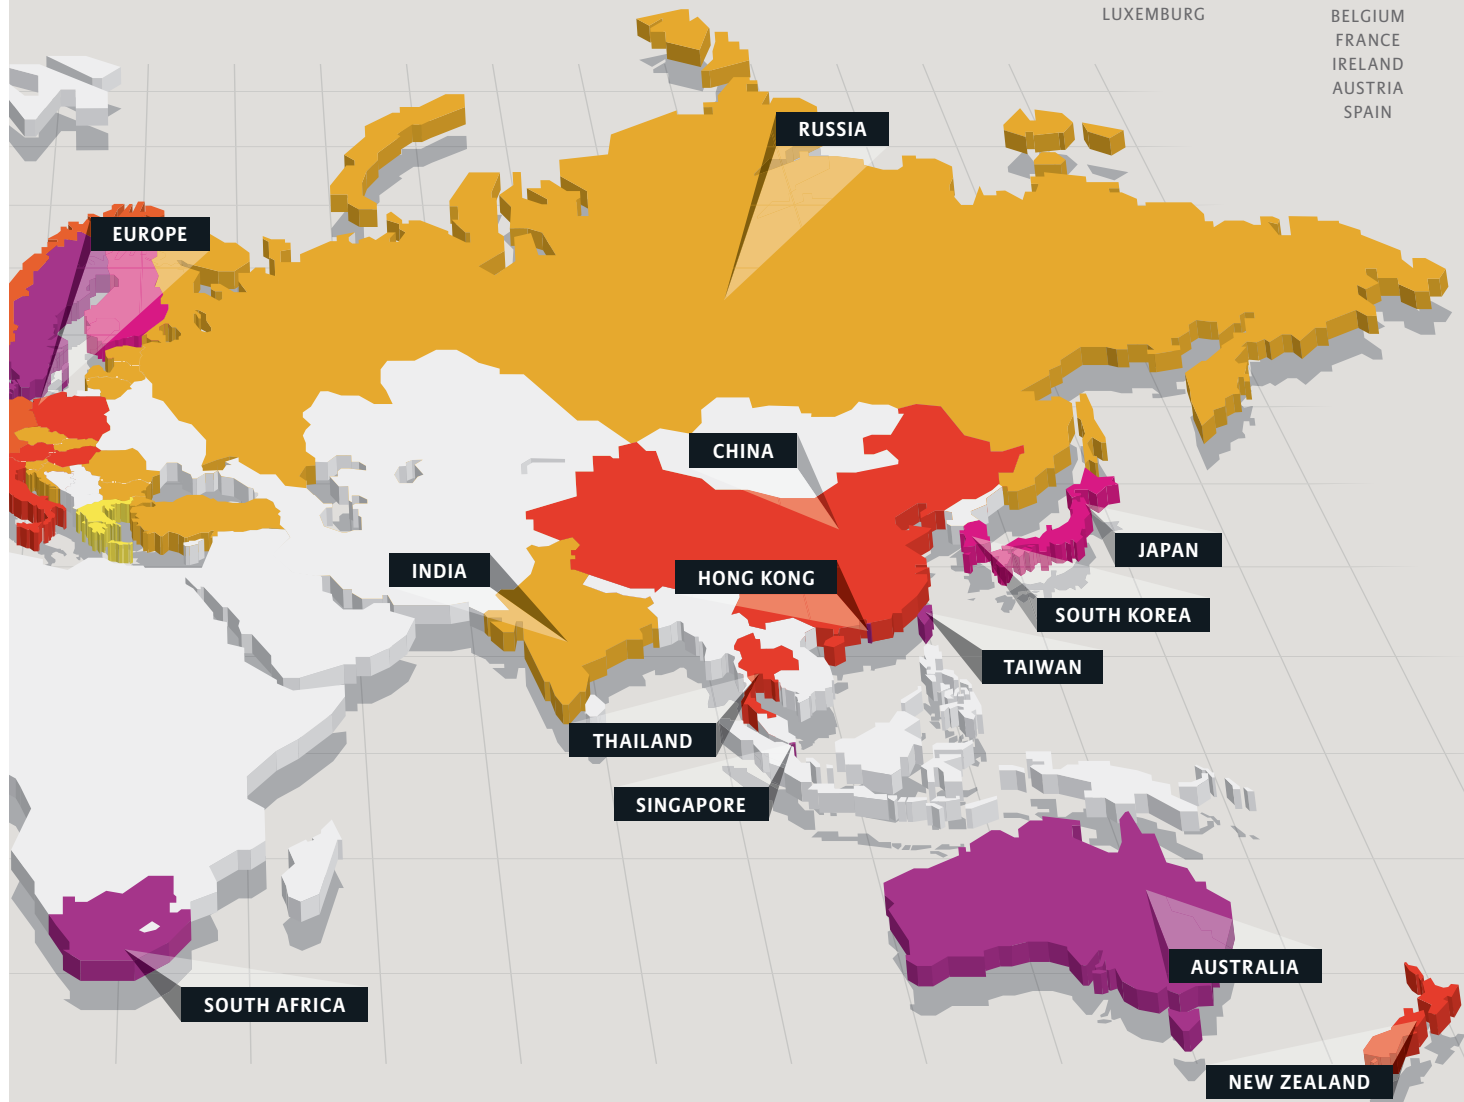 LUXEMBURG
BELGIUM
FRANCE
IRELAND
AUSTRIA
SPAIN
RUSSIA
EUROPE
CHINA
JAPAN
INDIA
HONG KONG
SOUTH KOREA
TAIWAN
THAILAND
SINGAPORE
AUSTRALIA
SOUTH AFRICA
NEW ZEALAND